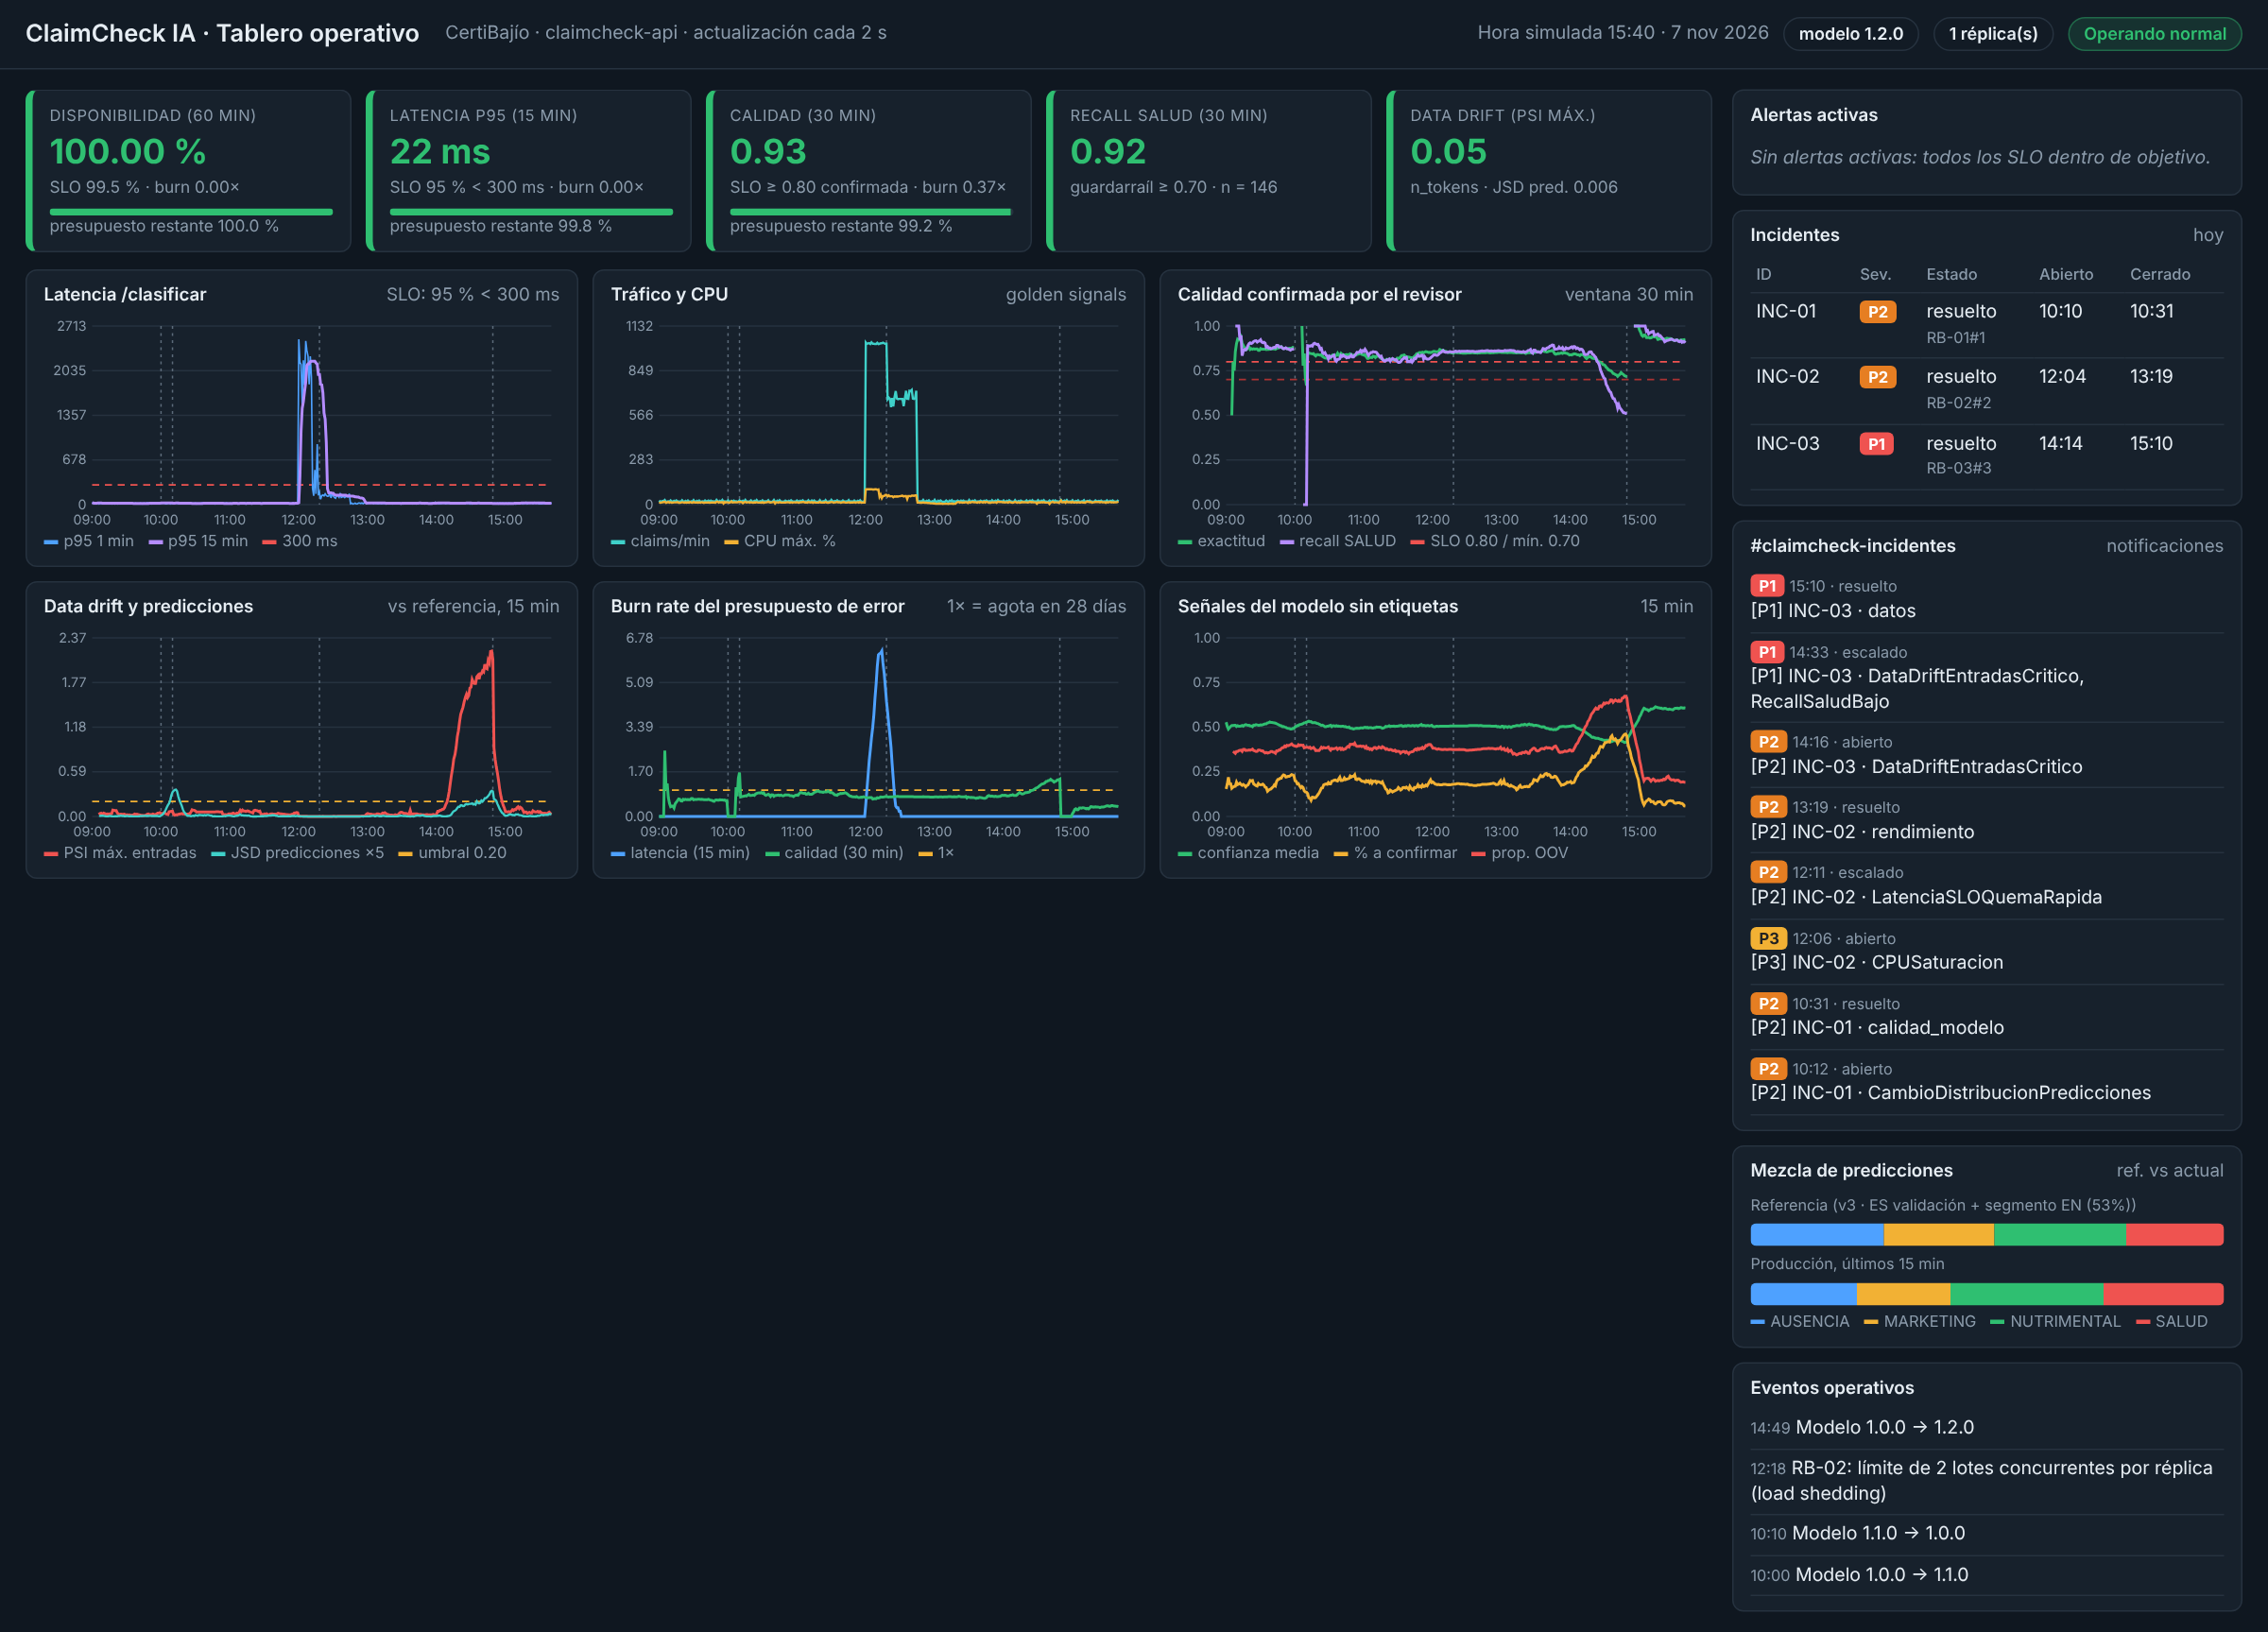 ClaimCheck IA · Tablero operativo
CertiBajío · claimcheck-api · actualización cada 2 s
Hora simulada 15:40 · 7 nov 2026
modelo 1.2.0
1 réplica(s)
Operando normal
DISPONIBILIDAD (60 MIN)
100.00 %
SLO 99.5 % · burn 0.00×
presupuesto restante 100.0 %
LATENCIA P95 (15 MIN)
22 ms
SLO 95 % < 300 ms · burn 0.00×
presupuesto restante 99.8 %
CALIDAD (30 MIN)
0.93
SLO ≥ 0.80 confirmada · burn 0.37×
presupuesto restante 99.2 %
RECALL SALUD (30 MIN)
0.92
guardarraíl ≥ 0.70 · n = 146
DATA DRIFT (PSI MÁX.)
0.05
n_tokens · JSD pred. 0.006
Latencia /clasificar
SLO: 95 % < 300 ms
2713
2035
1357
678
0
09:00 10:00 11:00 12:00 13:00 14:00 15:00
p95 1 min p95 15 min 300 ms
Tráfico y CPU
golden signals
1132
849
566
283
0
09:00 10:00 11:00 12:00 13:00 14:00 15:00
claims/min CPU máx. %
Calidad confirmada por el revisor
ventana 30 min
1.00
0.75
0.50
0.25
0.00
09:00 10:00 11:00 12:00 13:00 14:00 15:00
exactitud recall SALUD SLO 0.80 / mín. 0.70
Data drift y predicciones
vs referencia, 15 min
2.37
1.77
1.18
0.59
0.00
09:00 10:00 11:00 12:00 13:00 14:00 15:00
PSI máx. entradas JSD predicciones ×5 umbral 0.20
Burn rate del presupuesto de error
1× = agota en 28 días
6.78
5.09
3.39
1.70
0.00
09:00 10:00 11:00 12:00 13:00 14:00 15:00
latencia (15 min) calidad (30 min) 1×
Señales del modelo sin etiquetas
15 min
1.00
0.75
0.50
0.25
0.00
09:00 10:00 11:00 12:00 13:00 14:00 15:00
confianza media % a confirmar prop. OOV
Alertas activas
Sin alertas activas: todos los SLO dentro de objetivo.
Incidentes
hoy
ID Sev. Estado Abierto Cerrado
INC-01 P2 resuelto 10:10 10:31
RB-01#1
INC-02 P2 resuelto 12:04 13:19
RB-02#2
INC-03 P1 resuelto 14:14 15:10
RB-03#3
#claimcheck-incidentes
notificaciones
P1 15:10 · resuelto
[P1] INC-03 · datos
P1 14:33 · escalado
[P1] INC-03 · DataDriftEntradasCritico,
RecallSaludBajo
P2 14:16 · abierto
[P2] INC-03 · DataDriftEntradasCritico
P2 13:19 · resuelto
[P2] INC-02 · rendimiento
P2 12:11 · escalado
[P2] INC-02 · LatenciaSLOQuemaRapida
P3 12:06 · abierto
[P3] INC-02 · CPUSaturacion
P2 10:31 · resuelto
[P2] INC-01 · calidad_modelo
P2 10:12 · abierto
[P2] INC-01 · CambioDistribucionPredicciones
Mezcla de predicciones
ref. vs actual
Referencia (v3 · ES validación + segmento EN (53%))
Producción, últimos 15 min
AUSENCIA MARKETING NUTRIMENTAL SALUD
Eventos operativos
14:49 Modelo 1.0.0 → 1.2.0
12:18 RB-02: límite de 2 lotes concurrentes por réplica
(load shedding)
10:10 Modelo 1.1.0 → 1.0.0
10:00 Modelo 1.0.0 → 1.1.0